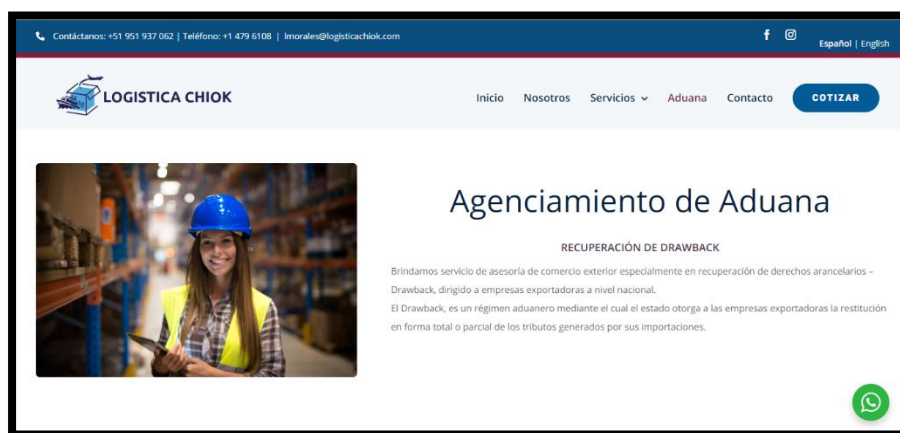 Contáctanos: +51 951 937 062 | Teléfono: +1 479 6108 | lmorales@logisticachiok.com
Español | English
LOGISTICA CHIOK
Inicio Nosotros Servicios Aduana Contacto COTIZAR
Agenciamiento de Aduana
RECUPERACIÓN DE DRAWBACK
Brindamos servicio de asesoría de comercio exterior especialmente en recuperación de derechos arancelarios –
Drawback, dirigido a empresas exportadoras a nivel nacional.
El Drawback, es un régimen aduanero mediante el cual el estado otorga a las empresas exportadoras la restitución
en forma total o parcial de los tributos generados por sus importaciones.